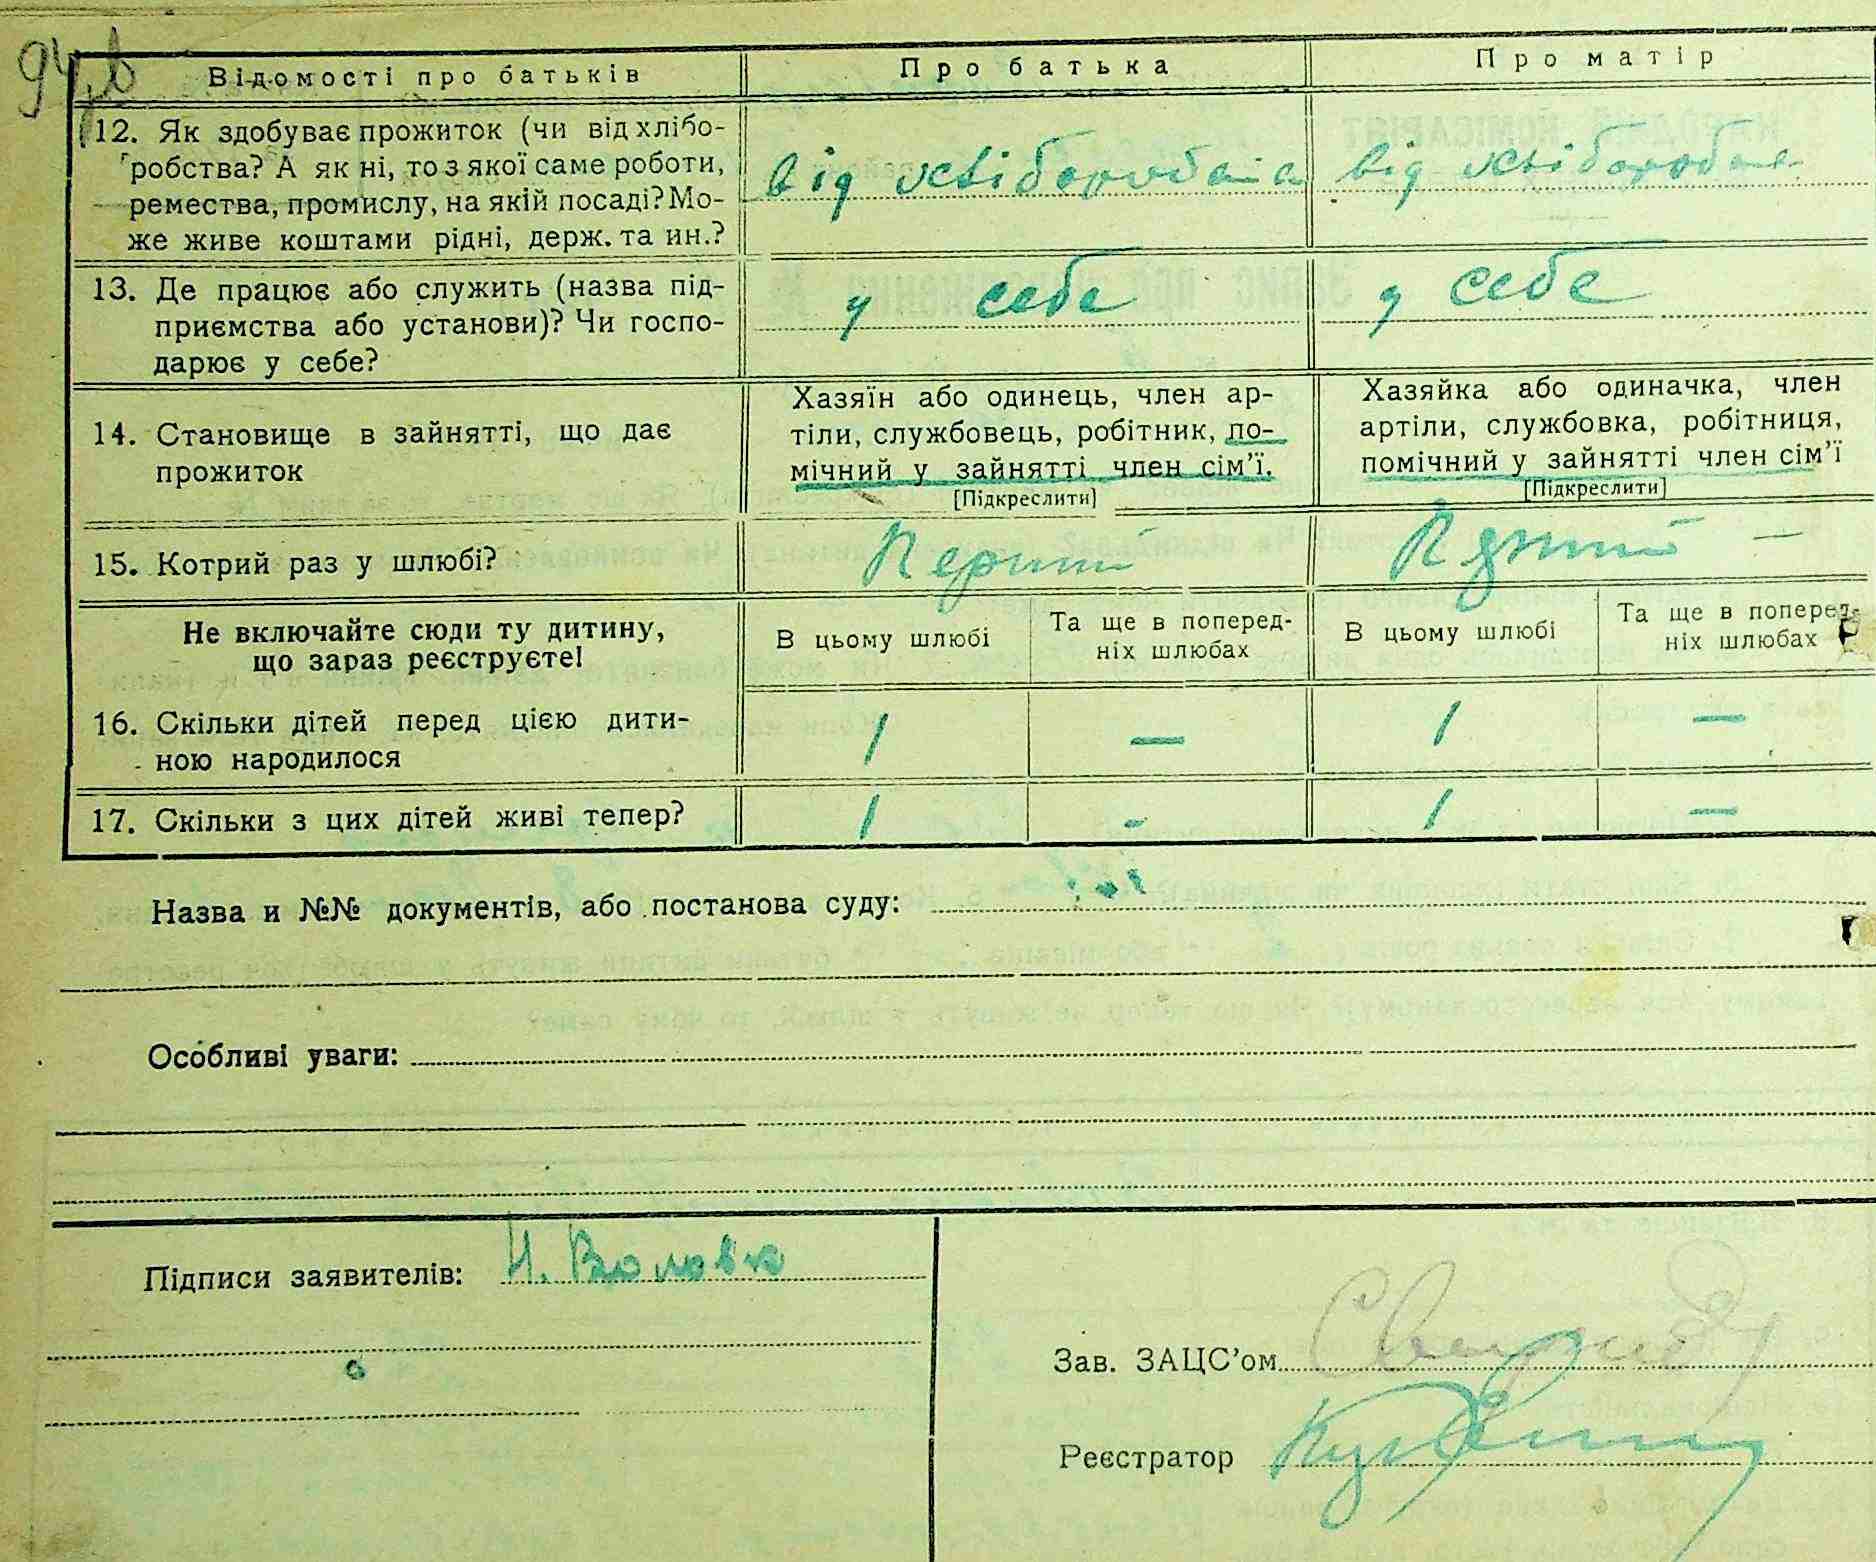 94 в
Відомості про батьків
Про батька
Про матір
12. Як здобуває прожиток (чи від хлібо-
робства? А як ні, то з якої саме роботи,
ремества, промислу, на якій посаді? Мо-
же живе коштами рідні, держ. та ин.?
від хліборобства
від хліборобства
13. Де працює або служить (назва під-
приємства або установи)? Чи госпо-
дарює у себе?
у себе
у себе
14. Становище в зайнятті, що дає
прожиток
Хазяїн або одинець, член ар-
тіли, службовець, робітник, по-
мічний у зайнятті член сім'ї.
[Підкреслити]
Хазяйка або одиначка, член
артіли, службовка, робітниця,
помічний у зайнятті член сім'ї
[Підкреслити]
15. Котрий раз у шлюбі?
Перший
Перший —
Не включайте сюди ту дитину,
що зараз реєструєте!
В цьому шлюбі
Та ще в поперед-
ніх шлюбах
В цьому шлюбі
Та ще в поперед-
ніх шлюбах
16. Скільки дітей перед цією дити-
ною народилося
1
—
1
—
17. Скільки з цих дітей живі тепер?
1
-
1
—
Назва и №№ документів, або постанова суду:
Особливі уваги:
Підписи заявителів:
Зав. ЗАЦС'ом
Реєстратор